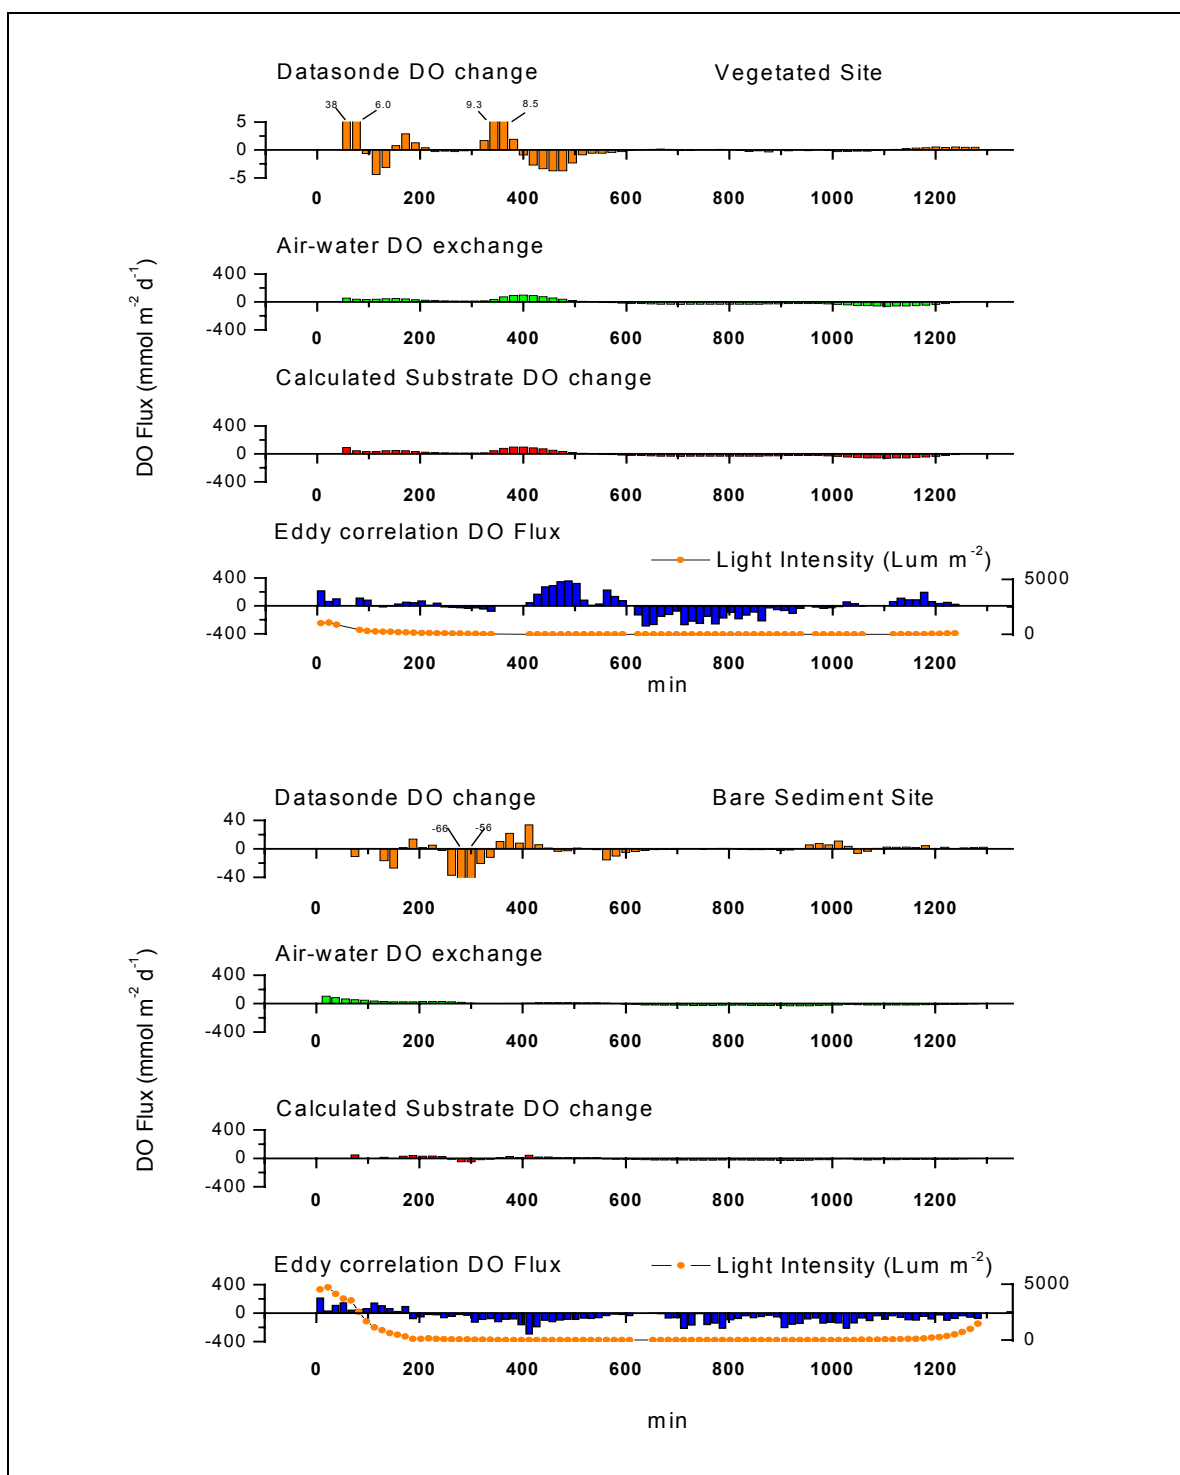 Datasonde DO change Vegetated Site
38 6.0 9.3 8.5
5
0
-5
0 200 400 600 800 1000 1200
Air-water DO exchange
400
0
-400
0 200 400 600 800 1000 1200
Calculated Substrate DO change
400
0
-400
0 200 400 600 800 1000 1200
DO Flux (mmol m-2 d-1)
Eddy correlation DO Flux
Light Intensity (Lum m-2)
400 5000
0
-400 0
0 200 400 600 800 1000 1200
min
Datasonde DO change Bare Sediment Site
-66 -56
40
0
-40
0 200 400 600 800 1000 1200
Air-water DO exchange
400
0
-400
0 200 400 600 800 1000 1200
DO Flux (mmol m-2 d-1)
Calculated Substrate DO change
400
0
-400
0 200 400 600 800 1000 1200
Eddy correlation DO Flux Light Intensity (Lum m-2)
400 5000
0
-400 0
0 200 400 600 800 1000 1200
min